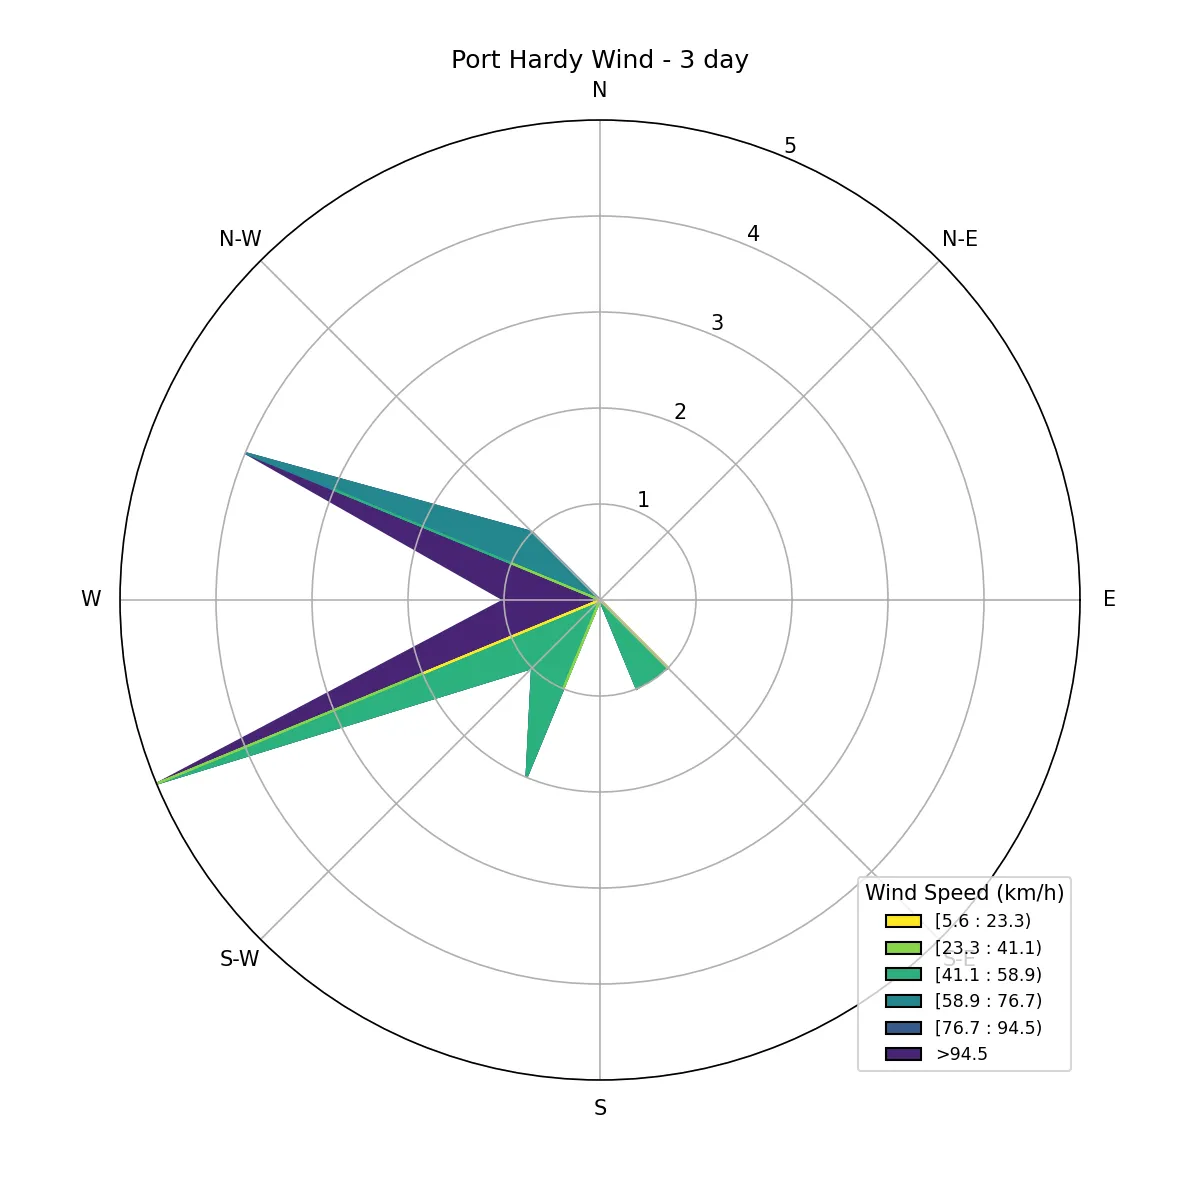 Port Hardy Wind - 3 day
N
5
N-W
4
N-E
3
2
1
W
E
Wind Speed (km/h)
[5.6 : 23.3)
[23.3 : 41.1)
S-W
S-E
[41.1 : 58.9)
[58.9 : 76.7)
[76.7 : 94.5)
>94.5
S